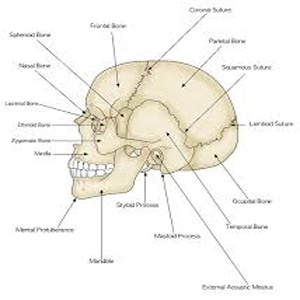 Coronal Suture
Frontal Bone
Sphenoid Bone
Parietal Bone
Nasal Bone
Squamous Suture
Lacrimal Bone
Ethmoid Bone
Lamboid Suture
Zygomatic Bone
Maxilla
Occipital Bone
Styloid Process
Mental Protuberance
Mastoid Process
Temporal Bone
Mandible
External Acoustic Meatus